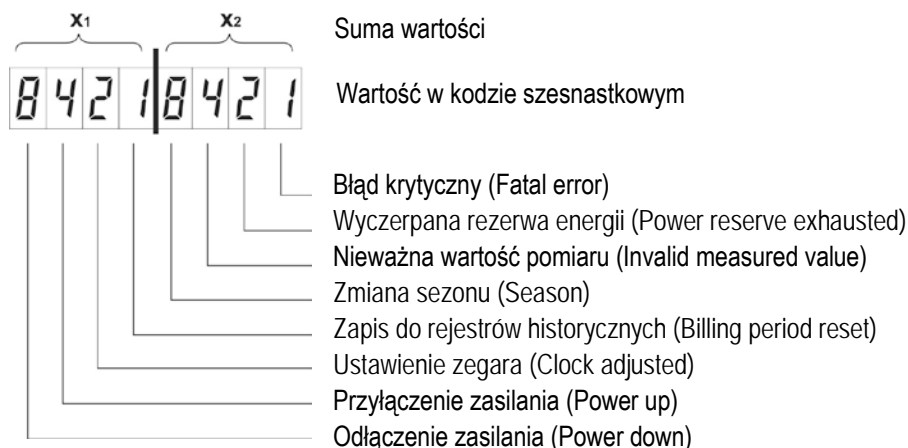 X1 X2 Suma wartości
8 4 2 1 8 4 2 1 Wartość w kodzie szesnastkowym
Błąd krytyczny (Fatal error)
Wyczerpana rezerwa energii (Power reserve exhausted)
Nieważna wartość pomiaru (Invalid measured value)
Zmiana sezonu (Season)
Zapis do rejestrów historycznych (Billing period reset)
Ustawienie zegara (Clock adjusted)
Przyłączenie zasilania (Power up)
Odłączenie zasilania (Power down)